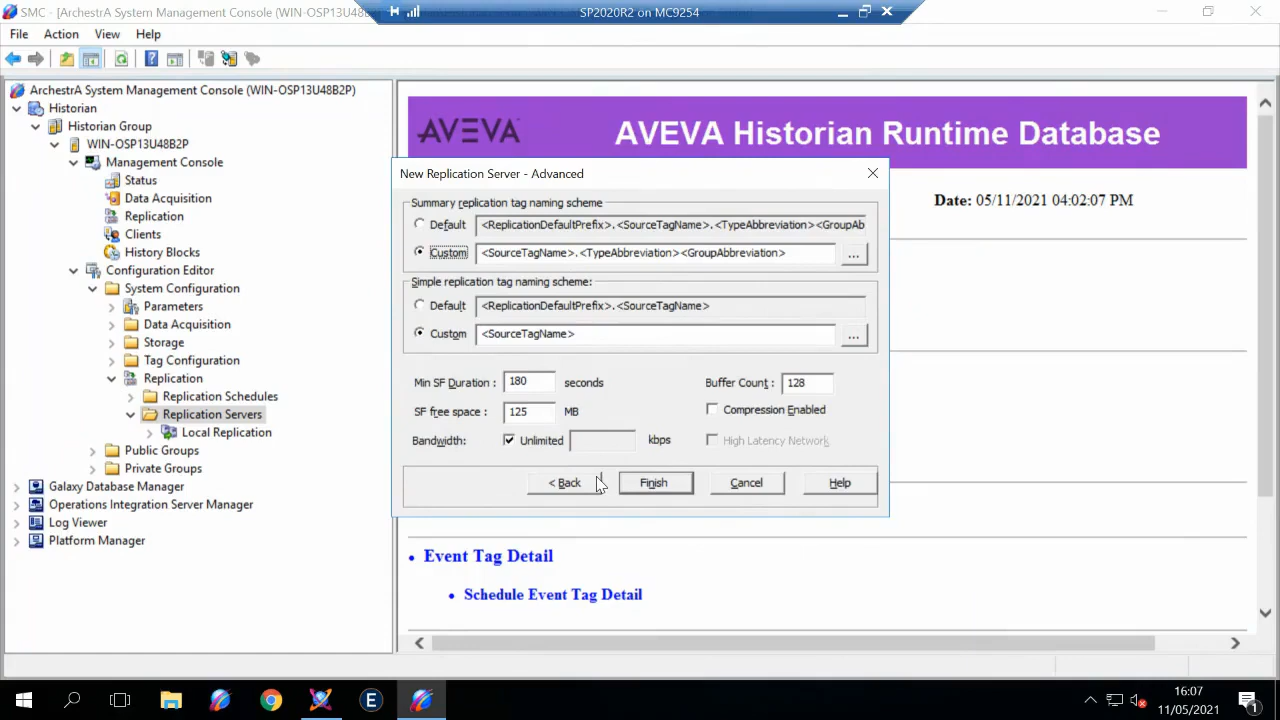 SMC - [ArchestrA System Management Console (WIN-OSP13U48B2P)
SP2020R2 on MC9254
File Action View Help
ArchestrA System Management Console (WIN-OSP13U48B2P)
Historian
Historian Group
WIN-OSP13U48B2P
Management Console
Status
Data Acquisition
Replication
Clients
History Blocks
Configuration Editor
System Configuration
Parameters
Data Acquisition
Storage
Tag Configuration
Replication
Replication Schedules
Replication Servers
Local Replication
Public Groups
Private Groups
Galaxy Database Manager
Operations Integration Server Manager
Log Viewer
Platform Manager
AVEVA
AVEVA Historian Runtime Database
Date: 05/11/2021 04:02:07 PM
New Replication Server - Advanced
Summary replication tag naming scheme
Default <ReplicationDefaultPrefix>.<SourceTagName>.<TypeAbbreviation><GroupAb
Custom <SourceTagName>.<TypeAbbreviation><GroupAbbreviation>
...
Simple replication tag naming scheme:
Default <ReplicationDefaultPrefix>.<SourceTagName>
Custom <SourceTagName>
...
Min SF Duration : 180 seconds
Buffer Count : 128
SF free space : 125 MB
Compression Enabled
Bandwidth: Unlimited kbps
High Latency Network
< Back Finish Cancel Help
Event Tag Detail
Schedule Event Tag Detail
E
16:07
11/05/2021
1